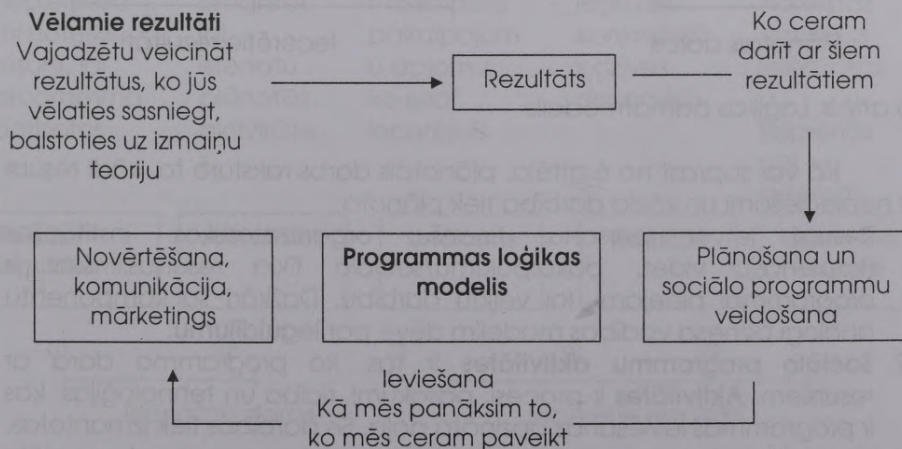 Vēlamie rezultāti
Vajadzētu veicināt
rezultātus, ko jūs
vēlaties sasniegt,
balstoties uz izmaiņu
teoriju
Rezultāts
Ko ceram
darīt ar šiem
rezultātiem
Novērtēšana,
komunikācija,
mārketings
Programmas loģikas
modelis
Plānošana un
sociālo programmu
veidošana
Ieviešana
Kā mēs panāksim to,
ko mēs ceram paveikt